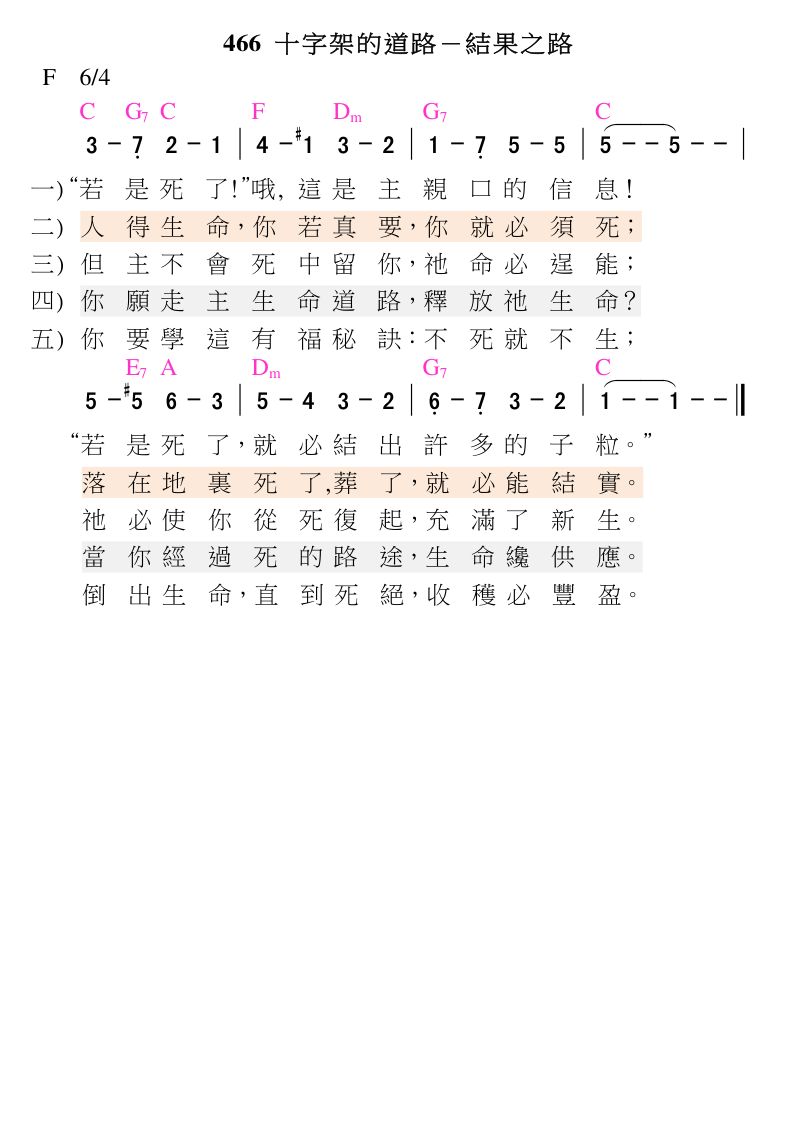 466 十字架的道路－結果之路
F 6/4
C G7 C F Dm G7 C
3 - 7 2 - 1 | 4 - #1 3 - 2 | 1 - 7 5 - 5 | 5 - - 5 - - |
一) “若是死了!”哦, 這是主親口的信息!
二) 人得生命，你若真要，你就必須死；
三) 但主不會死中留你，祂命必逞能；
四) 你願走主生命道路，釋放祂生命?
五) 你要學這有福秘訣：不死就不生；
E7 A Dm G7 C
5 - #5 6 - 3 | 5 - 4 3 - 2 | 6 - 7 3 - 2 | 1 - - 1 - - ‖
“若是死了，就必結出許多的子粒。”
落在地裏死了,葬了，就必能結實。
祂必使你從死復起，充滿了新生。
當你經過死的路途，生命纔供應。
倒出生命，直到死絕，收穫必豐盈。